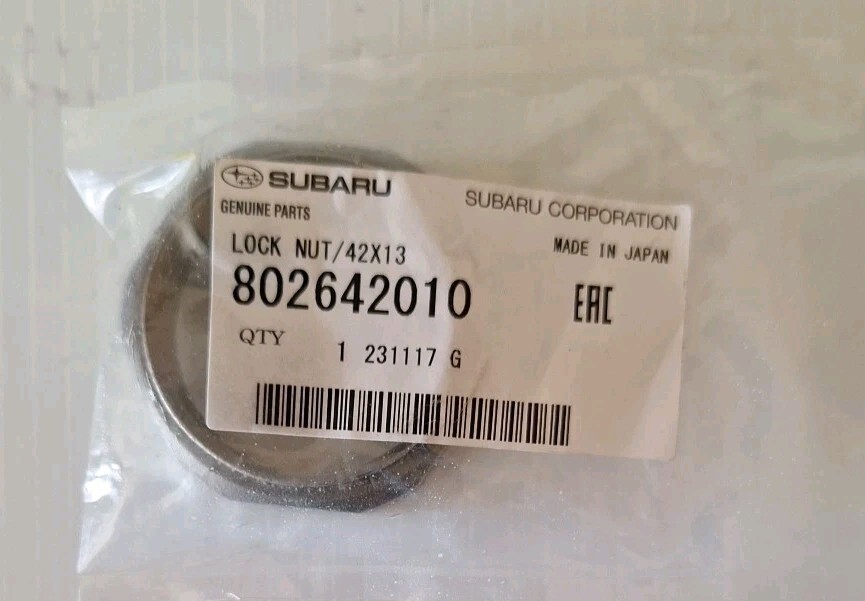 SUBARU
SUBARU CORPORATION
GENUINE PARTS
LOCK NUT/42X13
MADE IN JAPAN
802642010
EAC
QTY
1 231117 G